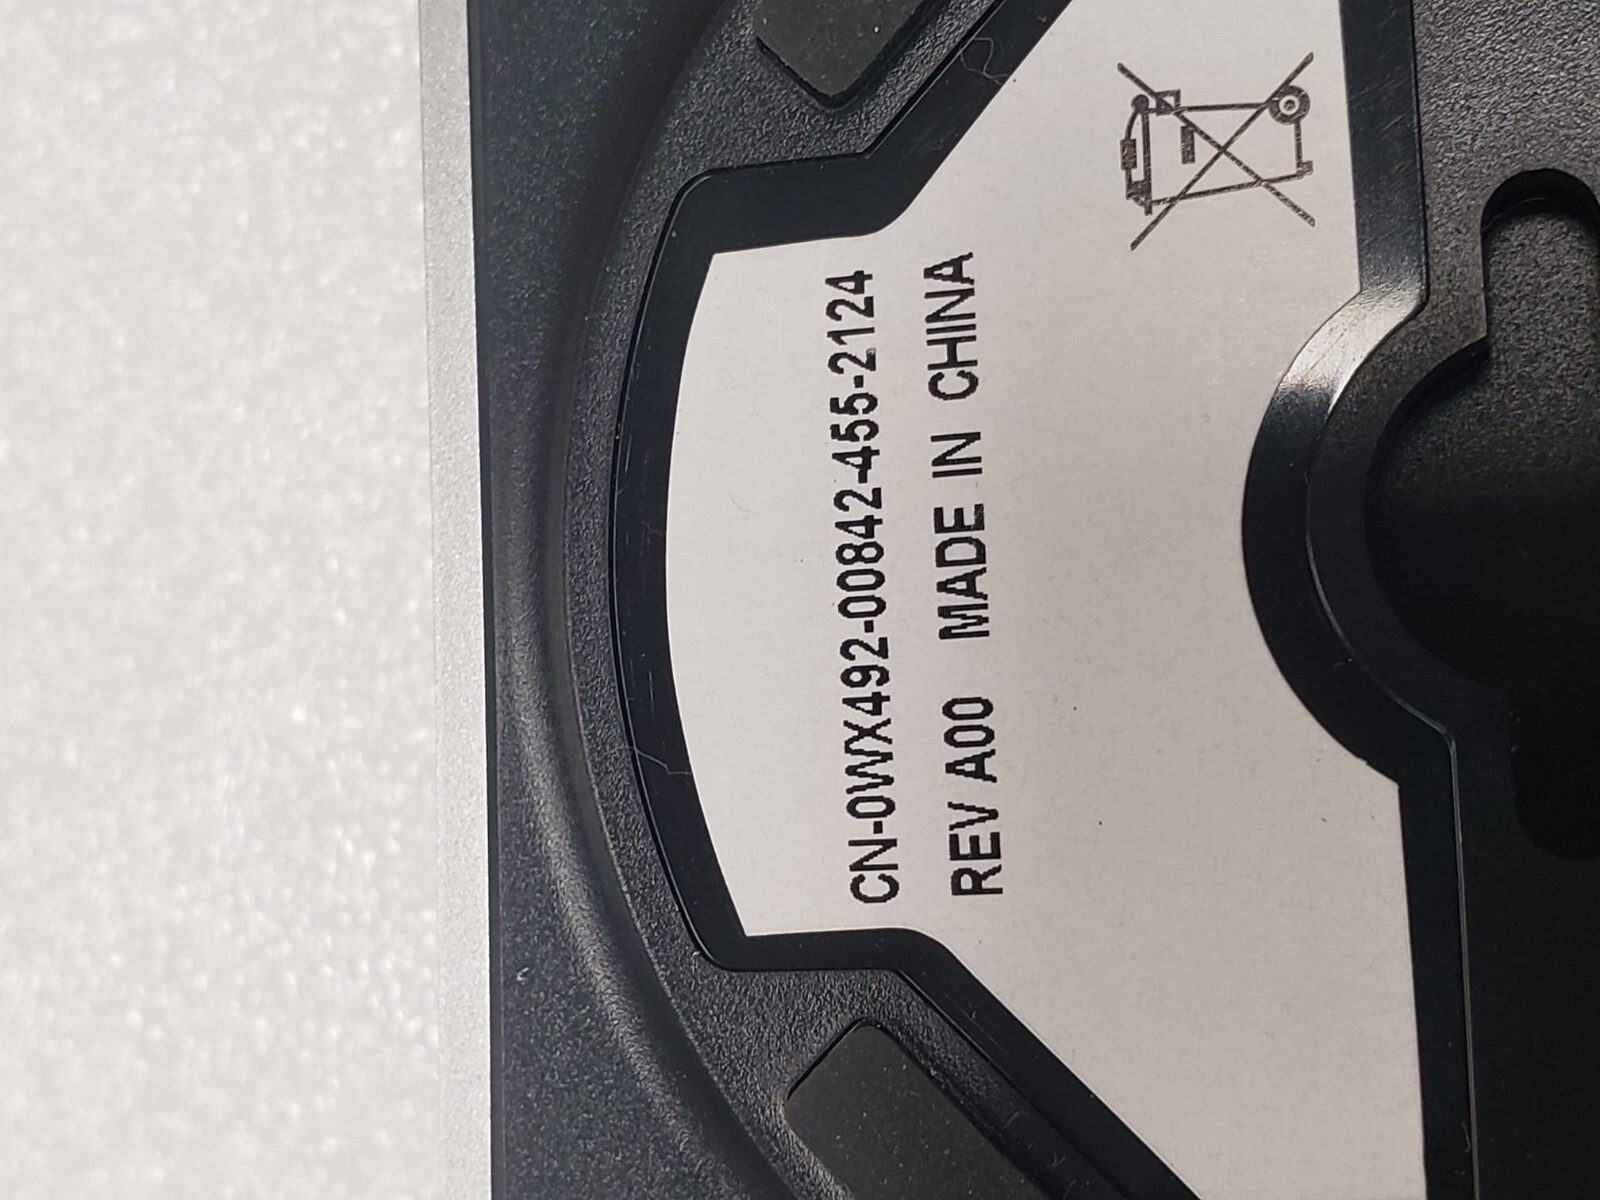 CN-0WX492-00842-455-2124
REV A00 MADE IN CHINA